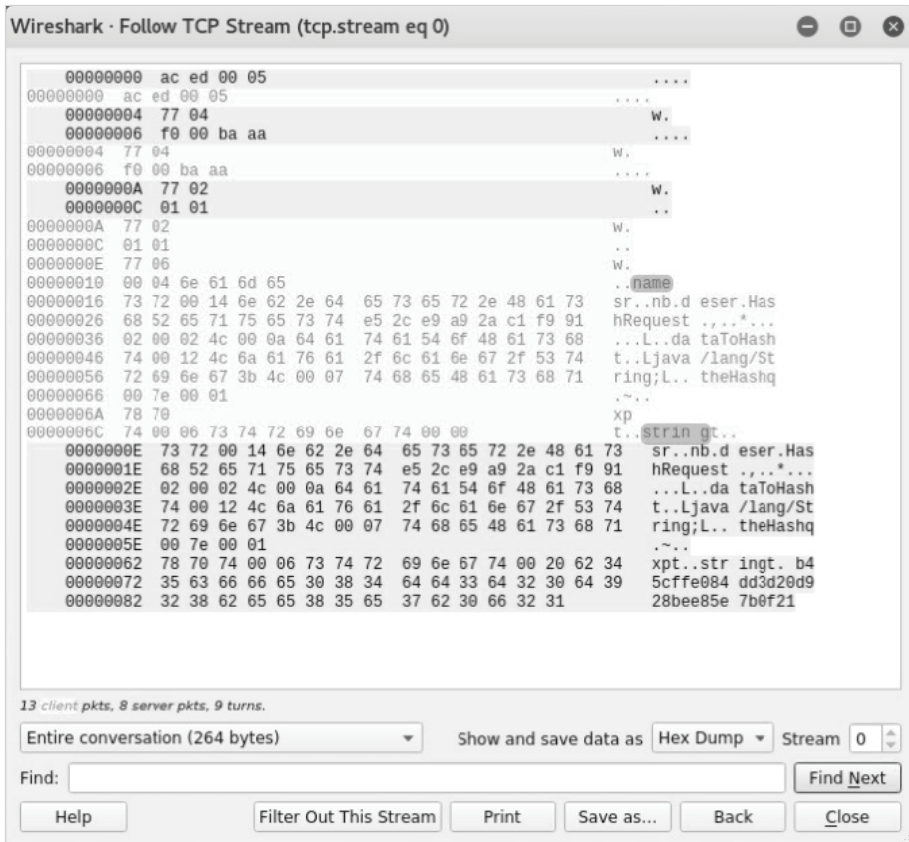 Wireshark · Follow TCP Stream (tcp.stream eq 0)
00000000 ac ed 00 05 ....
00000000 ac ed 00 05 ....
00000004 77 04 w.
00000006 f0 00 ba aa ....
00000004 77 04 w.
00000006 f0 00 ba aa ....
0000000A 77 02 w.
0000000C 01 01 ..
0000000A 77 02 w.
0000000C 01 01 ..
0000000E 77 06 w.
00000010 00 04 6e 61 6d 65 ..name
00000016 73 72 00 14 6e 62 2e 64 65 73 65 72 2e 48 61 73 sr..nb.d eser.Has
00000026 68 52 65 71 75 65 73 74 e5 2c e9 a9 2a c1 f9 91 hRequest .,..*...
00000036 02 00 02 4c 00 0a 64 61 74 61 54 6f 48 61 73 68 ...L..da taToHash
00000046 74 00 12 4c 6a 61 76 61 2f 6c 61 6e 67 2f 53 74 t..Ljava /lang/St
00000056 72 69 6e 67 3b 4c 00 07 74 68 65 48 61 73 68 71 ring;L.. theHashq
00000066 00 7e 00 01 .~..
0000006A 78 70 xp
0000006C 74 00 06 73 74 72 69 6e 67 74 00 00 t..strin gt..
0000000E 73 72 00 14 6e 62 2e 64 65 73 65 72 2e 48 61 73 sr..nb.d eser.Has
0000001E 68 52 65 71 75 65 73 74 e5 2c e9 a9 2a c1 f9 91 hRequest .,..*...
0000002E 02 00 02 4c 00 0a 64 61 74 61 54 6f 48 61 73 68 ...L..da taToHash
0000003E 74 00 12 4c 6a 61 76 61 2f 6c 61 6e 67 2f 53 74 t..Ljava /lang/St
0000004E 72 69 6e 67 3b 4c 00 07 74 68 65 48 61 73 68 71 ring;L.. theHashq
0000005E 00 7e 00 01 .~..
00000062 78 70 74 00 06 73 74 72 69 6e 67 74 00 20 62 34 xpt..str ingt. b4
00000072 35 63 66 66 65 30 38 34 64 64 33 64 32 30 64 39 5cffe084 dd3d20d9
00000082 32 38 62 65 65 38 35 65 37 62 30 66 32 31 28bee85e 7b0f21
13 client pkts, 8 server pkts, 9 turns.
Entire conversation (264 bytes) Show and save data as Hex Dump Stream 0
Find: Find Next
Help Filter Out This Stream Print Save as... Back Close